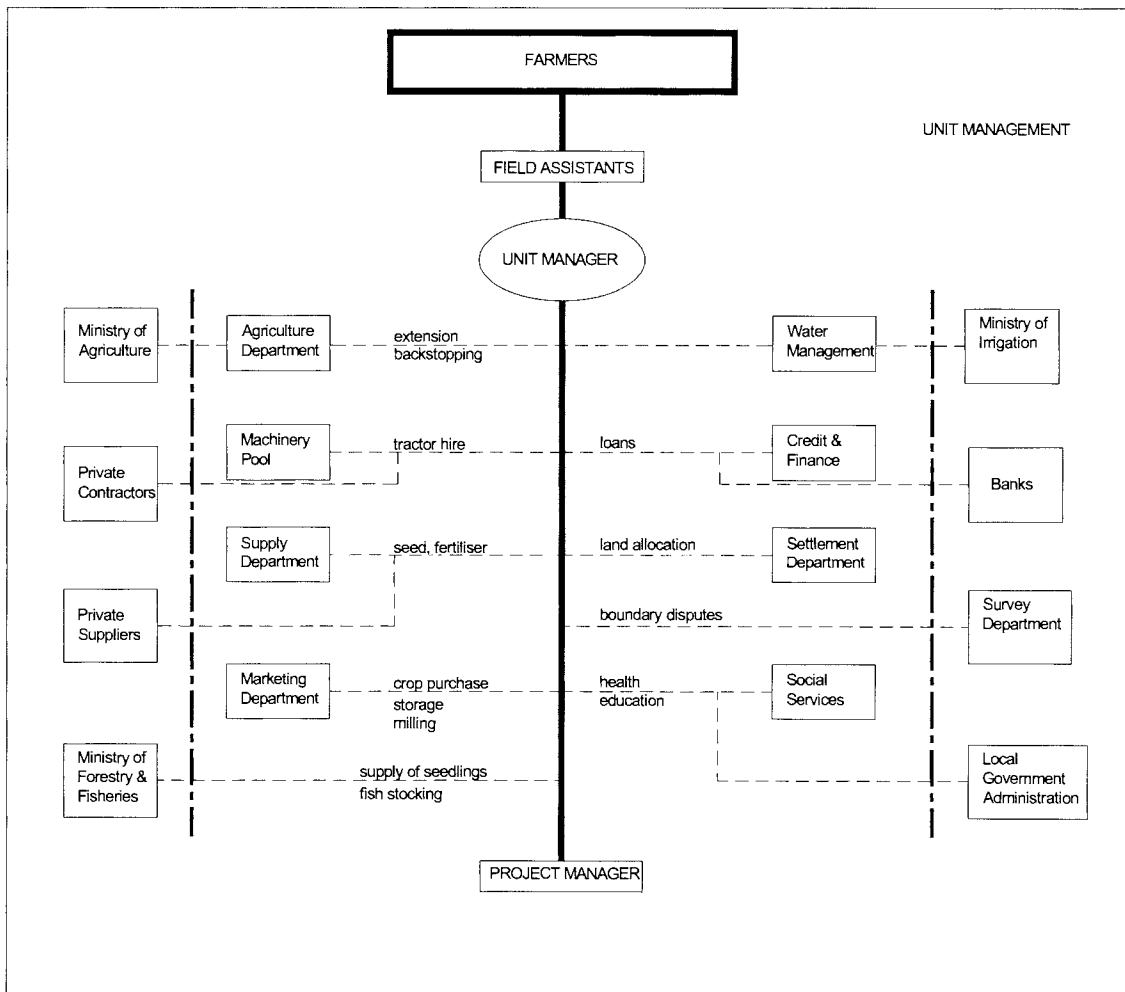 FARMERS
UNIT MANAGEMENT
FIELD ASSISTANTS
UNIT MANAGER
Ministry of
Agriculture
Agriculture
Department
extension
backstopping
Water
Management
Ministry of
Irrigation
Private
Contractors
Machinery
Pool
tractor hire
loans
Credit &
Finance
Banks
Supply
Department
seed, fertiliser
land allocation
Settlement
Department
Private
Suppliers
boundary disputes
Survey
Department
Marketing
Department
crop purchase
storage
milling
health
education
Social
Services
Ministry of
Forestry &
Fisheries
supply of seedlings
fish stocking
Local
Government
Administration
PROJECT MANAGER